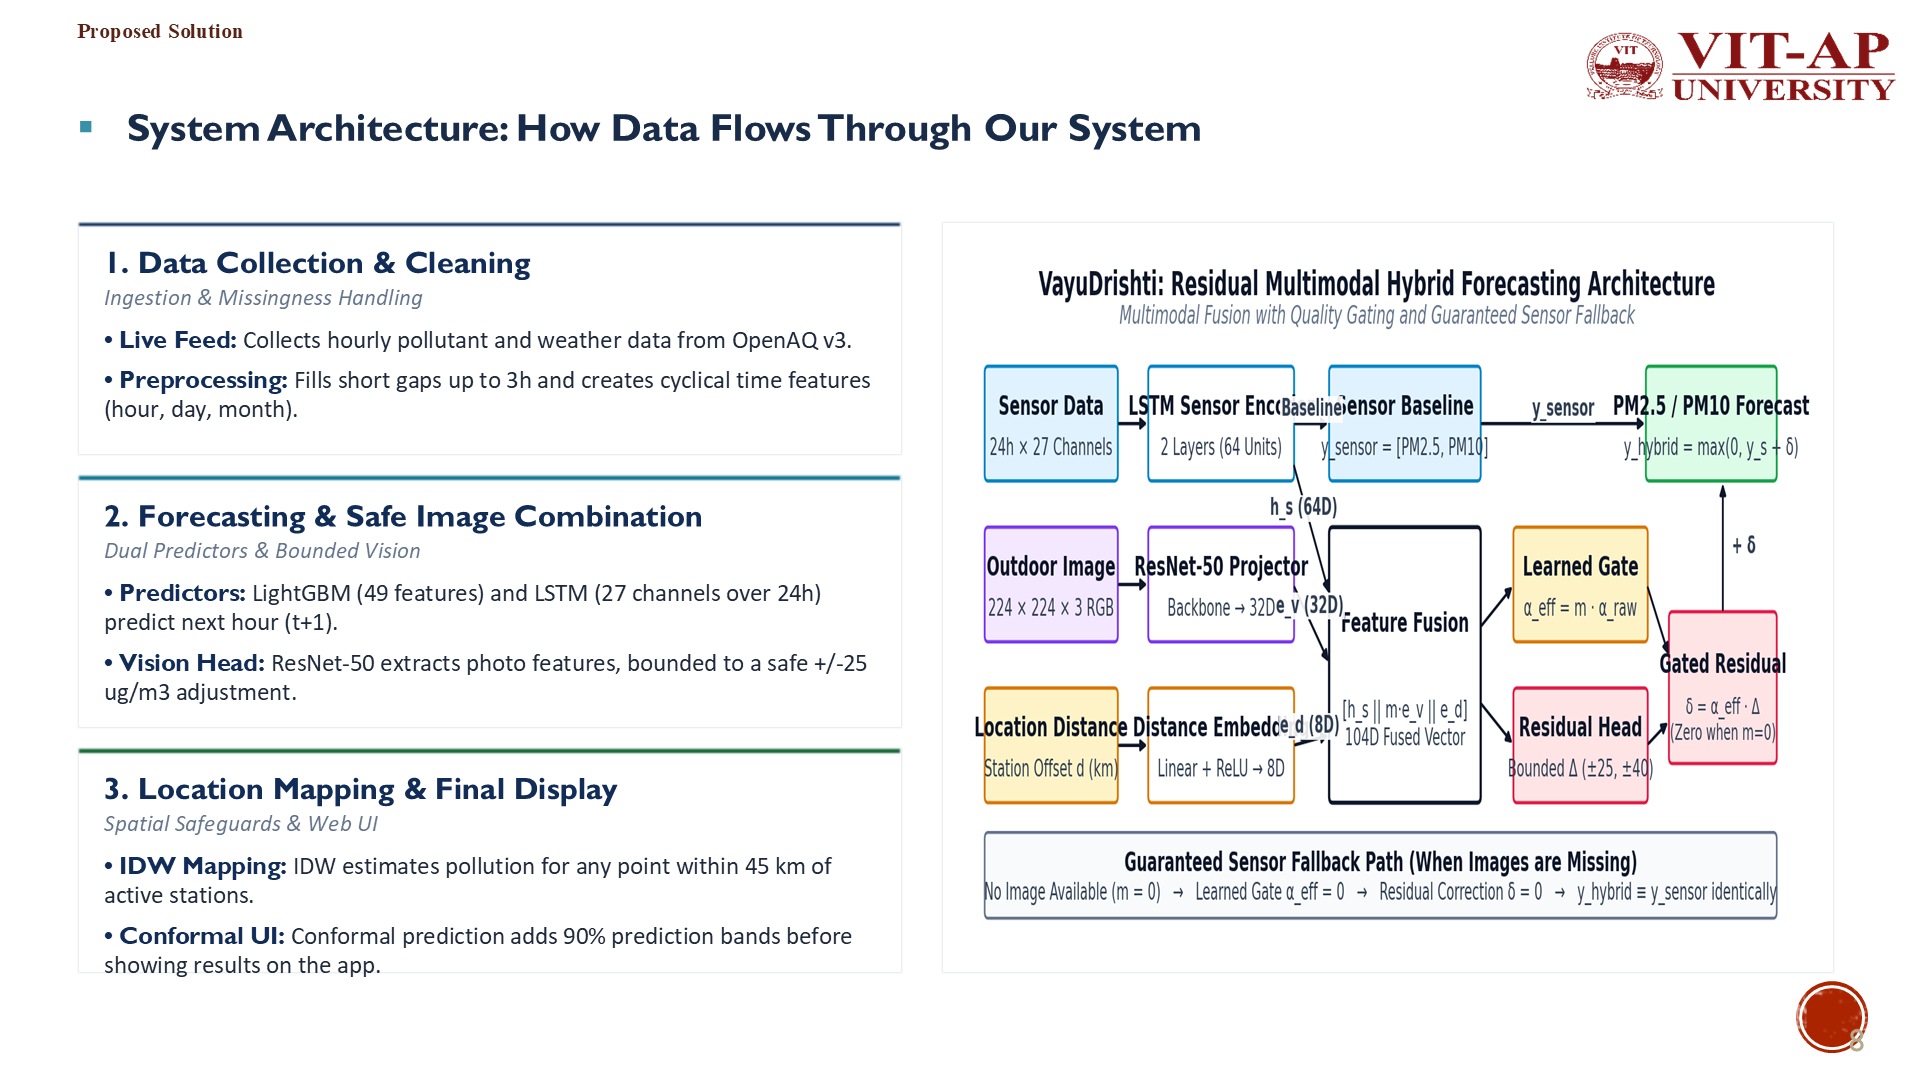 Proposed Solution
VIT
VIT-AP
UNIVERSITY
▪ System Architecture: How Data Flows Through Our System
1. Data Collection & Cleaning
Ingestion & Missingness Handling
• Live Feed: Collects hourly pollutant and weather data from OpenAQ v3.
• Preprocessing: Fills short gaps up to 3h and creates cyclical time features
(hour, day, month).
2. Forecasting & Safe Image Combination
Dual Predictors & Bounded Vision
• Predictors: LightGBM (49 features) and LSTM (27 channels over 24h)
predict next hour (t+1).
• Vision Head: ResNet-50 extracts photo features, bounded to a safe +/-25
ug/m3 adjustment.
3. Location Mapping & Final Display
Spatial Safeguards & Web UI
• IDW Mapping: IDW estimates pollution for any point within 45 km of
active stations.
• Conformal UI: Conformal prediction adds 90% prediction bands before
showing results on the app.
VayuDrishti: Residual Multimodal Hybrid Forecasting Architecture
Multimodal Fusion with Quality Gating and Guaranteed Sensor Fallback
Sensor Data
24h × 27 Channels
LSTM Sensor Enco
2 Layers (64 Units)
Baseline
Sensor Baseline
y_sensor = [PM2.5, PM10]
y_sensor
PM2.5 / PM10 Forecast
y_hybrid = max(0, y_s + δ)
h_s (64D)
+ δ
Outdoor Image
224 × 224 × 3 RGB
ResNet-50 Projector
Backbone → 32D
e_v (32D)
Feature Fusion
[h_s || m·e_v || e_d]
104D Fused Vector
Learned Gate
α_eff = m · α_raw
Gated Residual
δ = α_eff · Δ
(Zero when m=0)
Location Distance
Station Offset d (km)
Distance Embedd
Linear + ReLU → 8D
e_d (8D)
Residual Head
Bounded Δ (±25, ±40)
Guaranteed Sensor Fallback Path (When Images are Missing)
No Image Available (m = 0) → Learned Gate α_eff = 0 → Residual Correction δ = 0 → y_hybrid ≡ y_sensor identically
8